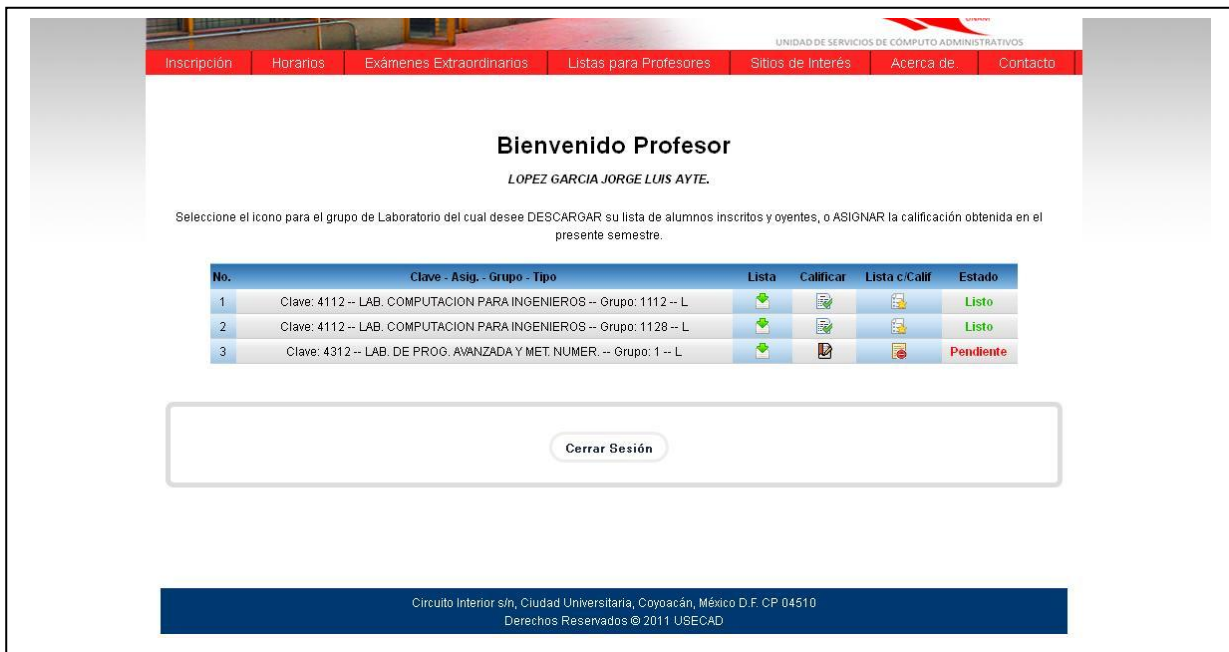 UNAM
UNIDAD DE SERVICIOS DE CÓMPUTO ADMINISTRATIVOS
Inscripción Horarios Exámenes Extraordinarios Listas para Profesores Sitios de Interés Acerca de. Contacto
Bienvenido Profesor
LOPEZ GARCIA JORGE LUIS AYTE.
Seleccione el icono para el grupo de Laboratorio del cual desee DESCARGAR su lista de alumnos inscritos y oyentes, o ASIGNAR la calificación obtenida en el
presente semestre.
No. Clave - Asig. - Grupo - Tipo Lista Calificar Lista c/Calif Estado
1 Clave: 4112 -- LAB. COMPUTACION PARA INGENIEROS -- Grupo: 1112 -- L Listo
2 Clave: 4112 -- LAB. COMPUTACION PARA INGENIEROS -- Grupo: 1128 -- L Listo
3 Clave: 4312 -- LAB. DE PROG. AVANZADA Y MET. NUMER. -- Grupo: 1 -- L Pendiente
Cerrar Sesión
Circuito Interior s/n, Ciudad Universitaria, Coyoacán, México D.F. CP 04510
Derechos Reservados © 2011 USECAD